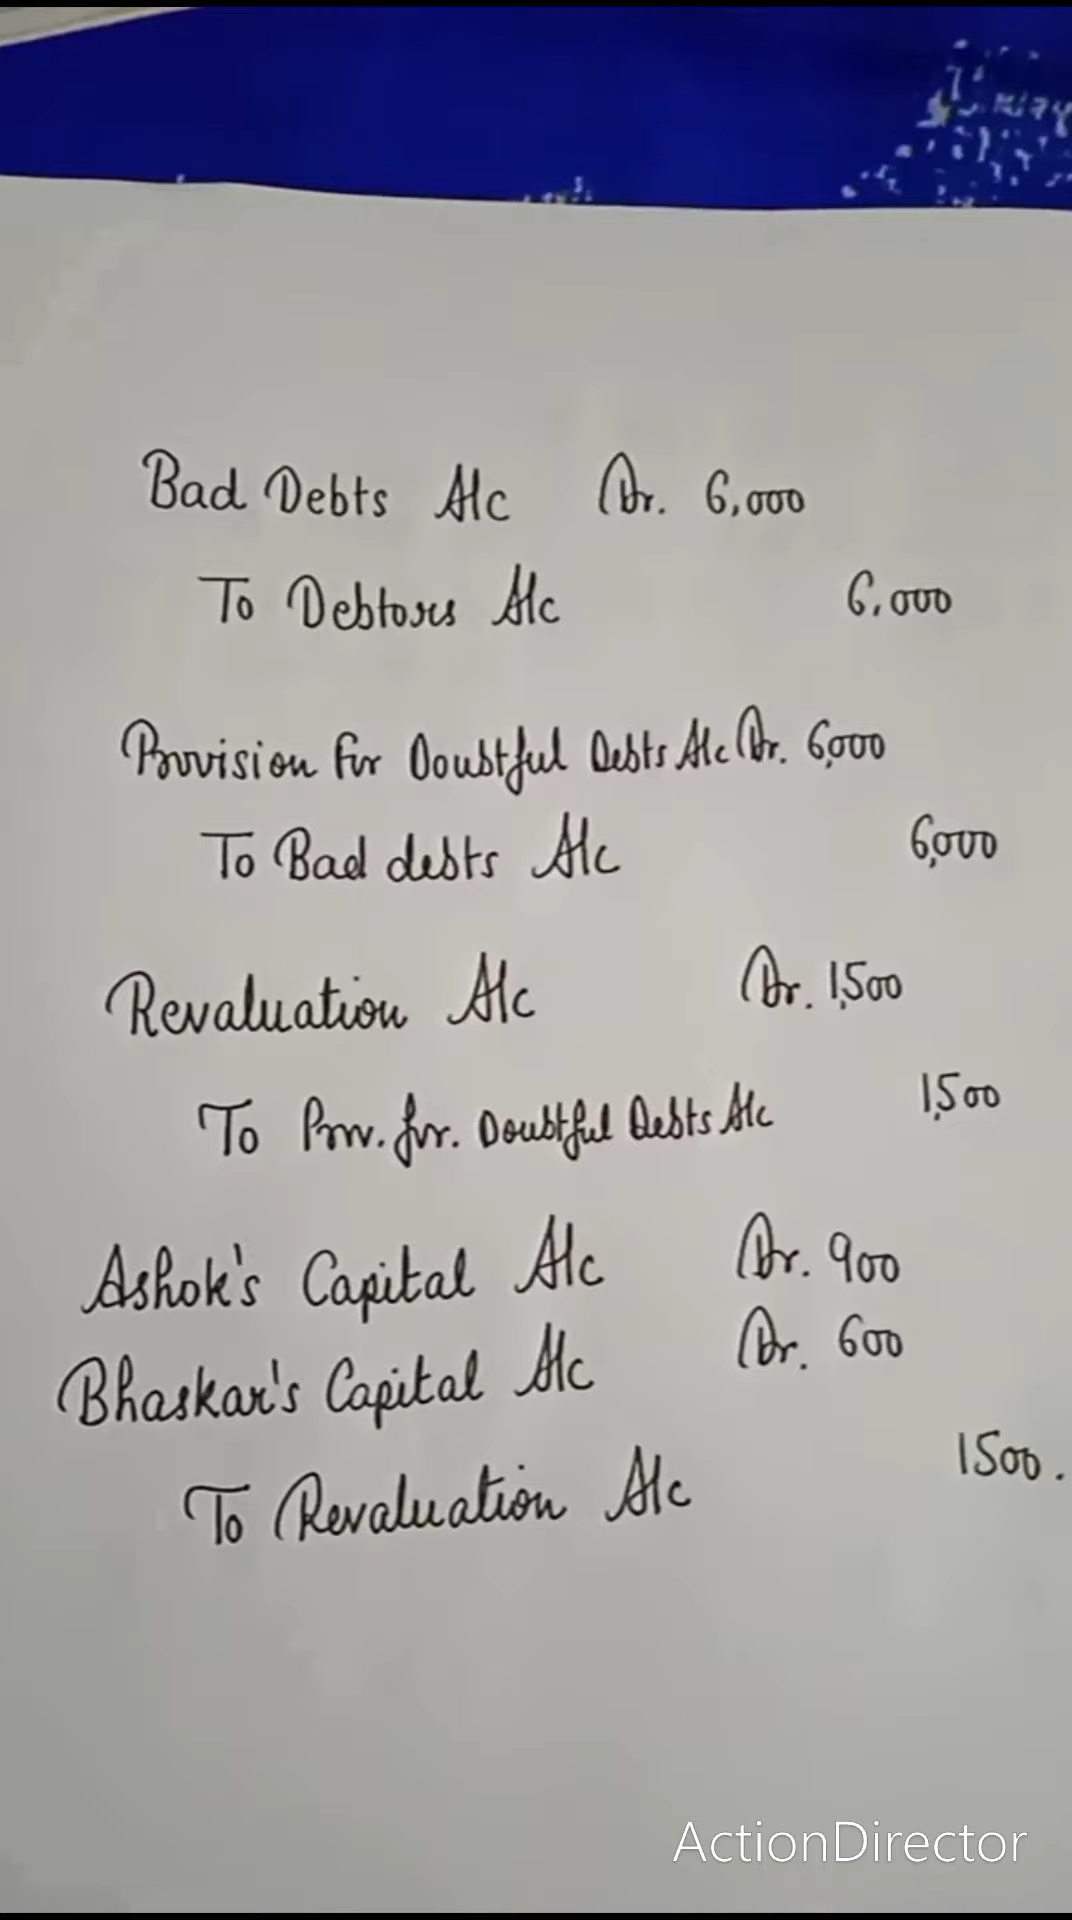 Bad Debts A/c Dr. 6,000
To Debtors A/c 6,000
Provision for Doubtful Debts A/c Dr. 6,000
To Bad debts A/c 6,000
Revaluation A/c Dr. 1,500
To Prov. for. Doubtful Debts A/c 1,500
Ashok's Capital A/c Dr. 900
Bhaskar's Capital A/c Dr. 600
To Revaluation A/c 1500.
ActionDirector